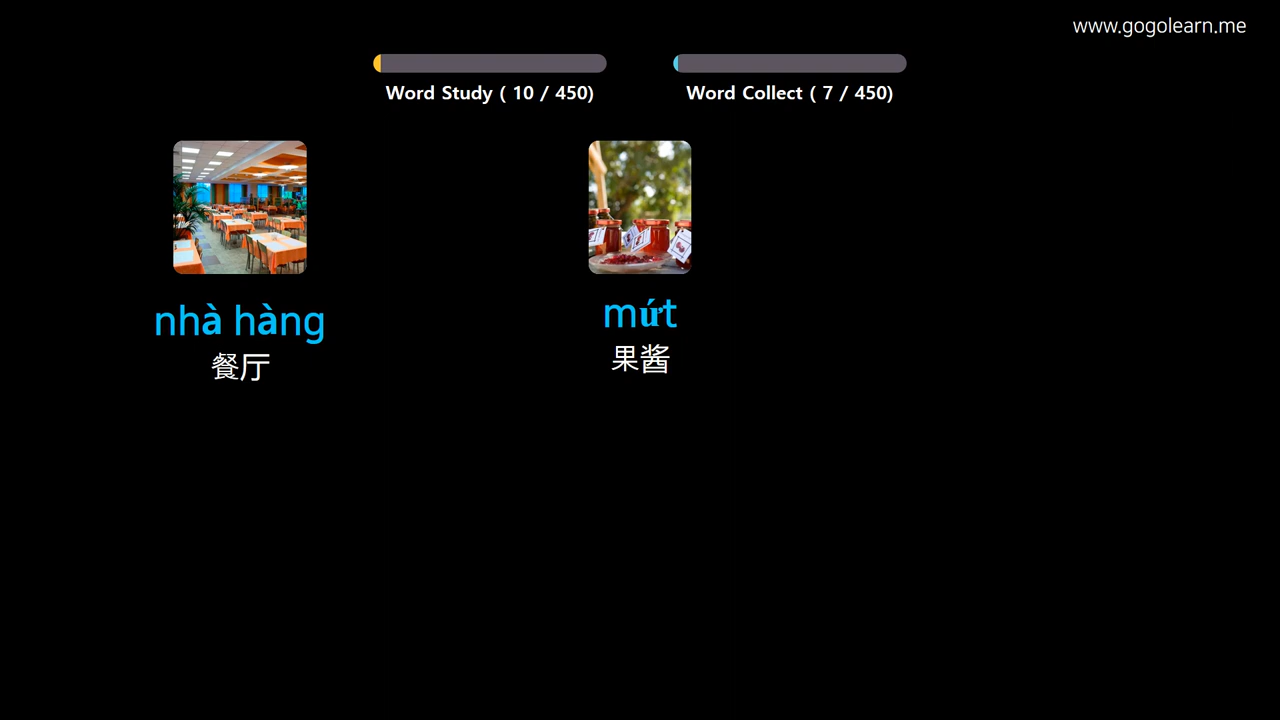 www.gogolearn.me
Word Study ( 10 / 450)
Word Collect ( 7 / 450)
nhà hàng
餐厅
mứt
果酱